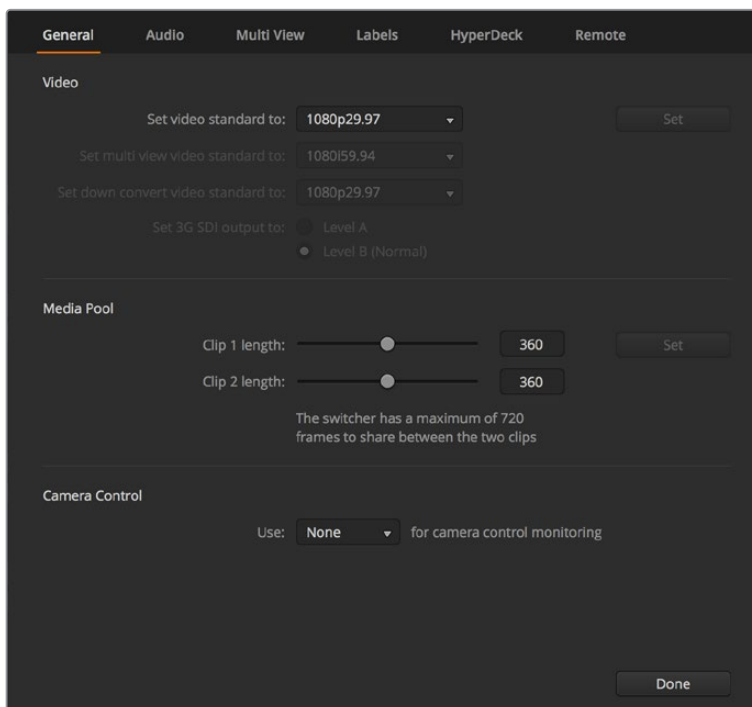 General Audio Multi View Labels HyperDeck Remote
Video
Set video standard to: 1080p29.97 Set
Set multi view video standard to: 1080i59.94
Set down convert video standard to: 1080p29.97
Set 3G SDI output to: Level A
Level B (Normal)
Media Pool
Clip 1 length: 360 Set
Clip 2 length: 360
The switcher has a maximum of 720
frames to share between the two clips
Camera Control
Use: None for camera control monitoring
Done